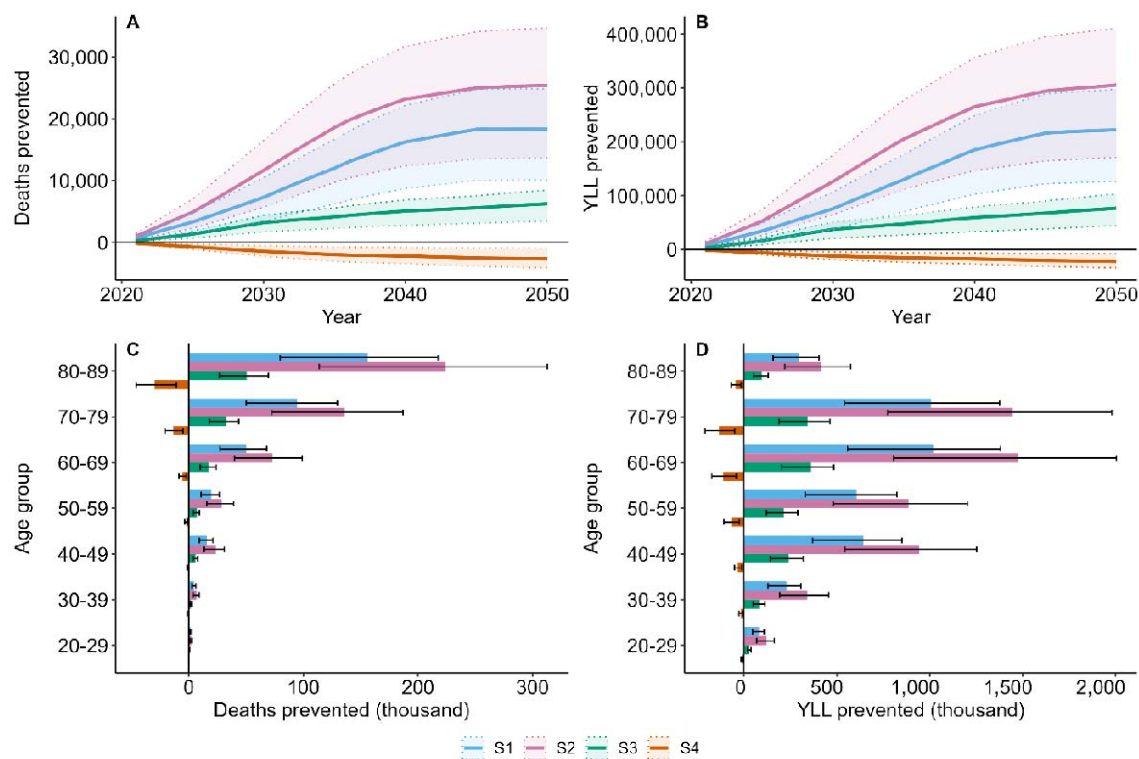 A
Deaths prevented
30,000
20,000
10,000
0
2020 2030 2040 2050
Year
B
YLL prevented
400,000
300,000
200,000
100,000
0
2020 2030 2040 2050
Year
C
Age group
80-89
70-79
60-69
50-59
40-49
30-39
20-29
0 100 200 300
Deaths prevented (thousand)
D
Age group
80-89
70-79
60-69
50-59
40-49
30-39
20-29
0 500 1,000 1,500 2,000
YLL prevented (thousand)
S1 S2 S3 S4